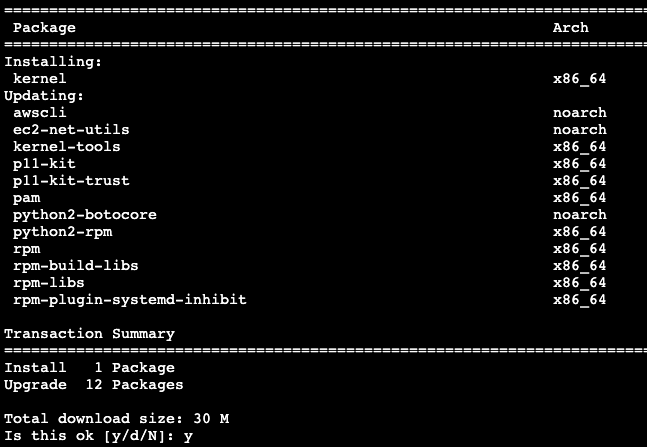 ================================================================================
Package Arch
================================================================================
Installing:
kernel x86_64
Updating:
awscli noarch
ec2-net-utils noarch
kernel-tools x86_64
p11-kit x86_64
p11-kit-trust x86_64
pam x86_64
python2-botocore noarch
python2-rpm x86_64
rpm x86_64
rpm-build-libs x86_64
rpm-libs x86_64
rpm-plugin-systemd-inhibit x86_64
Transaction Summary
================================================================================
Install 1 Package
Upgrade 12 Packages
Total download size: 30 M
Is this ok [y/d/N]: y